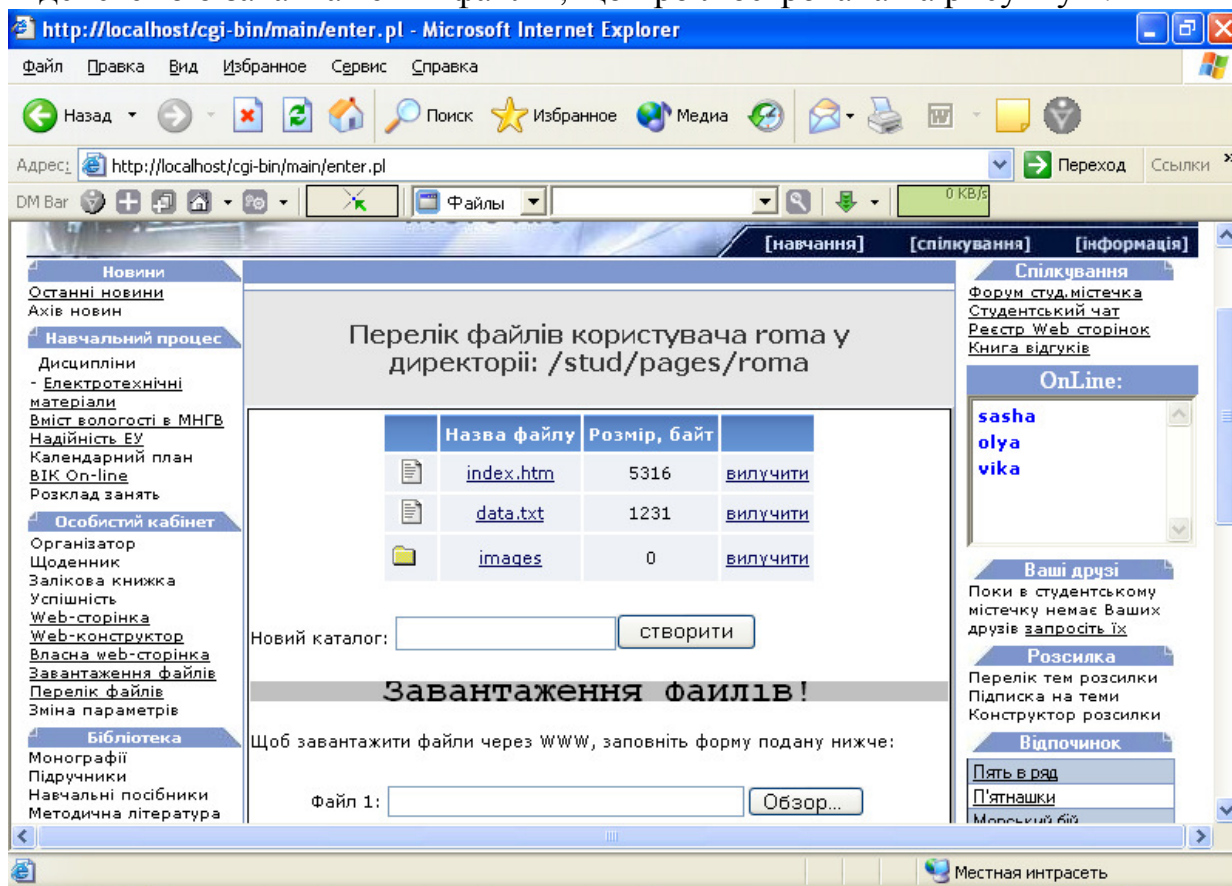 http://localhost/cgi-bin/main/enter.pl - Microsoft Internet Explorer
Файл Правка Вид Избранное Сервис Справка
Назад Поиск Избранное Медиа
Адрес: http://localhost/cgi-bin/main/enter.pl Переход Ссылки »
DM Bar Файлы 0 KB/s
[навчання] [спілкування] [інформація]
Новини
Останні новини
Ахів новин
Навчальний процес
Дисципліни
- Електротехнічні
матеріали
Вміст вологості в МНГВ
Надійність ЕУ
Календарний план
ВІК On-line
Розклад занять
Особистий кабінет
Організатор
Щоденник
Залікова книжка
Успішність
Web-сторінка
Web-конструктор
Власна web-сторінка
Завантаження файлів
Перелік файлів
Зміна параметрів
Бібліотека
Монографії
Підручники
Навчальні посібники
Методична література
Перелік файлів користувача roma у
директорії: /stud/pages/roma
Назва файлу Розмір, байт
index.htm 5316 вилучити
data.txt 1231 вилучити
images 0 вилучити
Новий каталог: створити
Завантаження файлів!
Щоб завантажити файли через WWW, заповніть форму подану нижче:
Файл 1: Обзор...
Спілкування
Форум студ.містечка
Студентський чат
Реєстр Web сторінок
Книга відгуків
OnLine:
sasha
olya
vika
Ваші друзі
Поки в студентському
містечку немає Ваших
друзів запросіть їх
Розсилка
Перелік тем розсилки
Підписка на теми
Конструктор розсилки
Відпочинок
Пять в ряд
П'ятнашки
Морський бій
Местная интрасеть